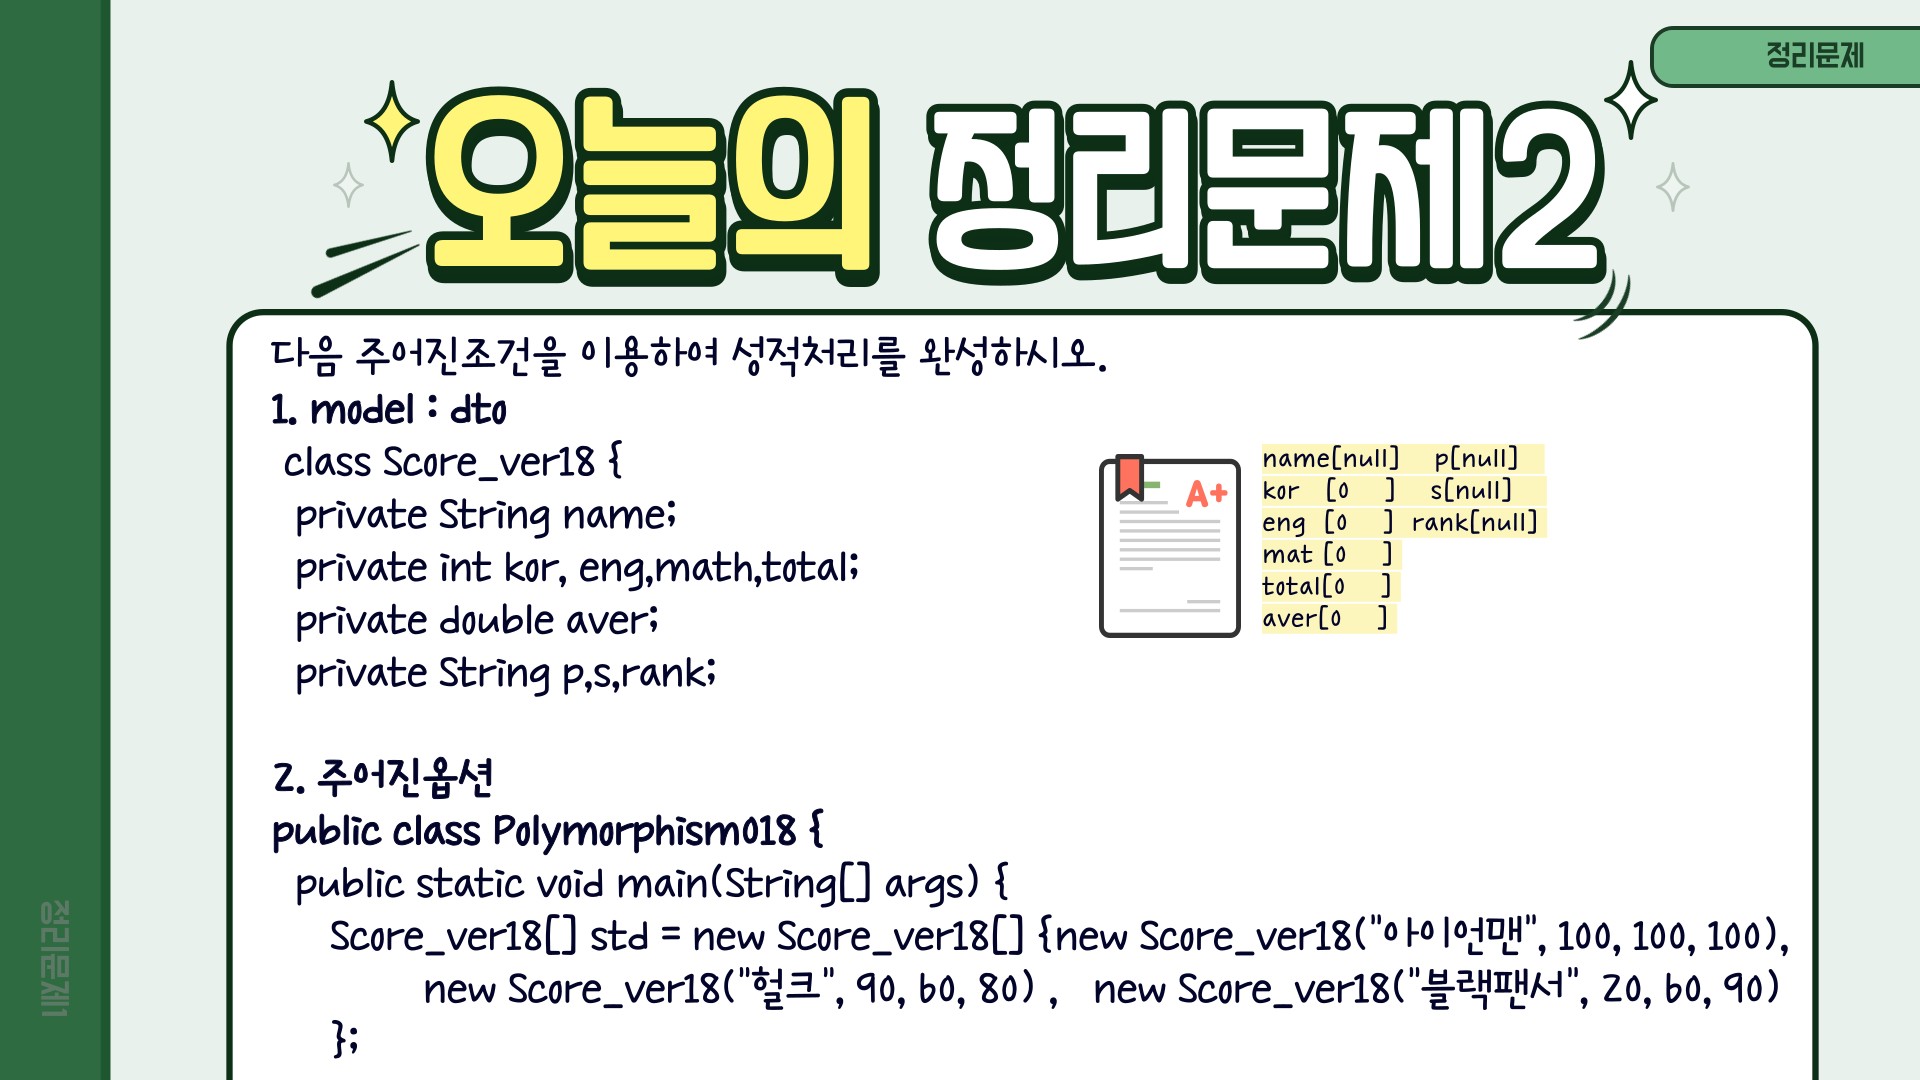 정리문제
오늘의 정리문제2
다음 주어진조건을 이용하여 성적처리를 완성하시오.
1. model : dto
class Score_ver18 {
private String name;
private int kor, eng,math,total;
private double aver;
private String p,s,rank;
A+
name[null] p[null]
kor [0 ] s[null]
eng [0 ] rank[null]
mat [0 ]
total[0 ]
aver[0 ]
2. 주어진옵션
public class Polymorphism018 {
public static void main(String[] args) {
Score_ver18[] std = new Score_ver18[] {new Score_ver18("아이언맨", 100, 100, 100),
new Score_ver18("헐크", 90, 60, 80) , new Score_ver18("블랙팬서", 20, 60, 90)
};
정리문제1